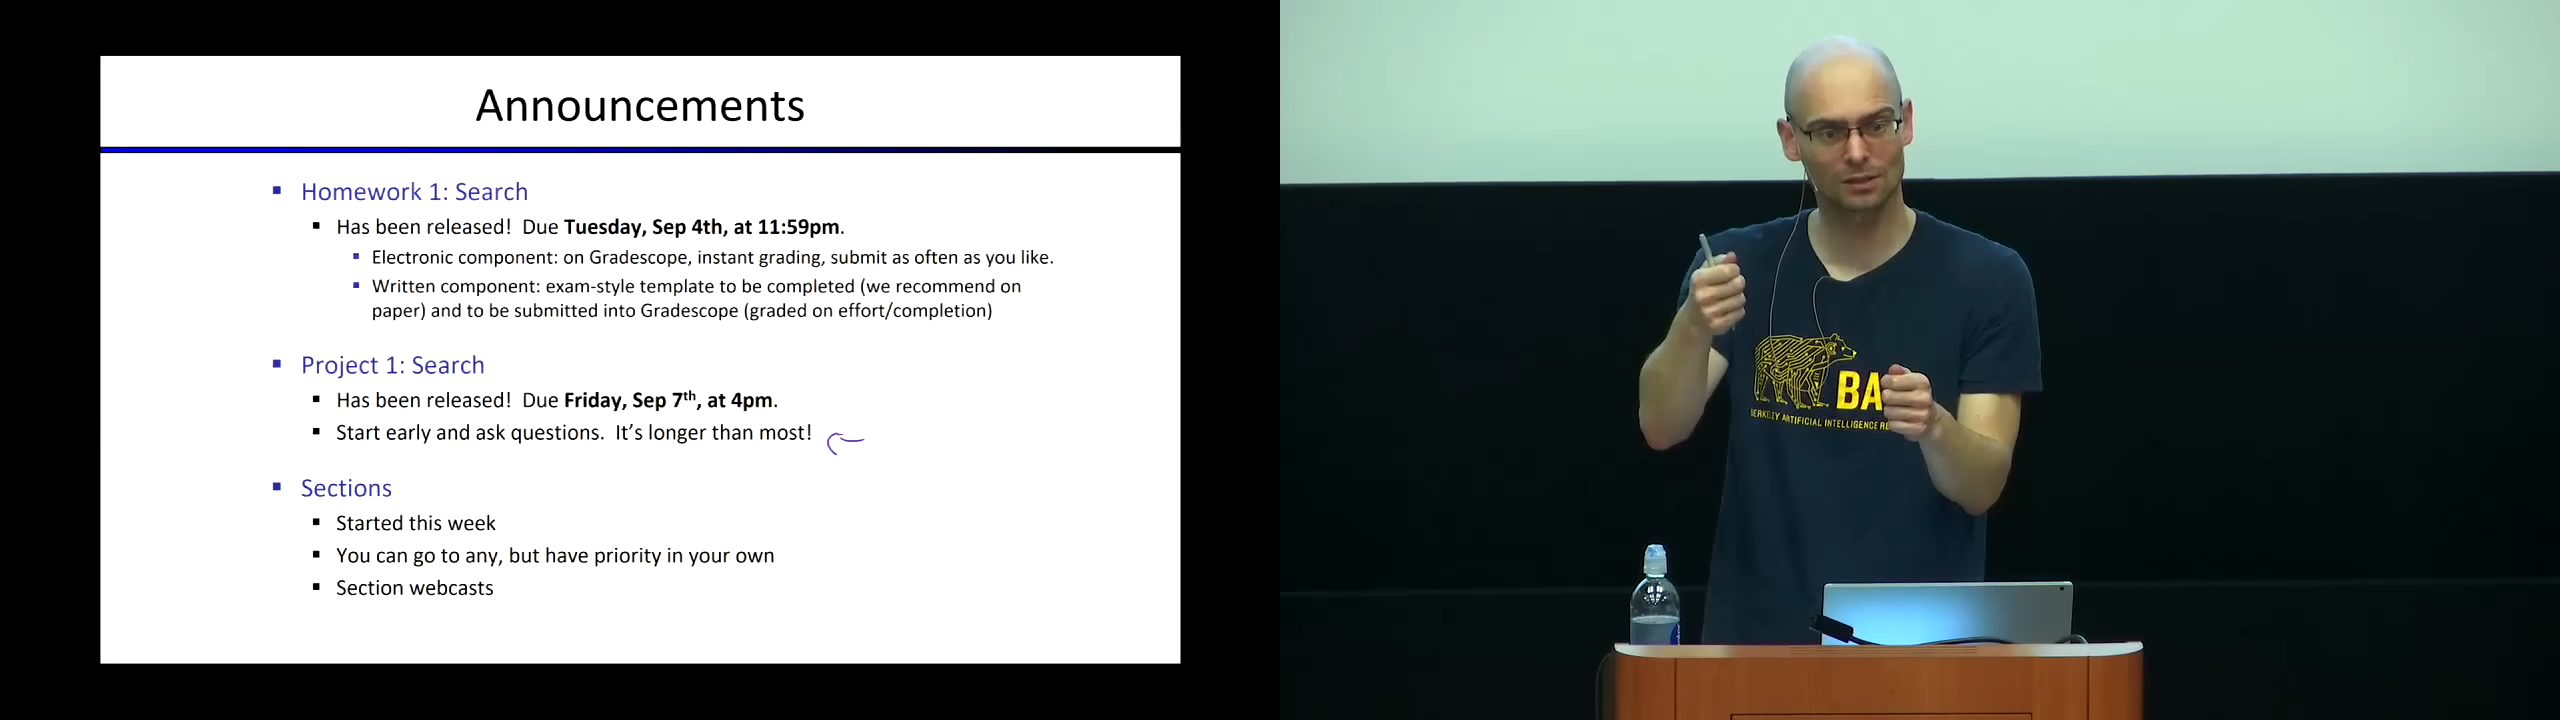 Announcements
Homework 1: Search
Has been released! Due Tuesday, Sep 4th, at 11:59pm.
Electronic component: on Gradescope, instant grading, submit as often as you like.
Written component: exam-style template to be completed (we recommend on
paper) and to be submitted into Gradescope (graded on effort/completion)
Project 1: Search
Has been released! Due Friday, Sep 7th, at 4pm.
Start early and ask questions. It's longer than most!
Sections
Started this week
You can go to any, but have priority in your own
Section webcasts
BA
BERKELEY ARTIFICIAL INTELLIGENCE RE